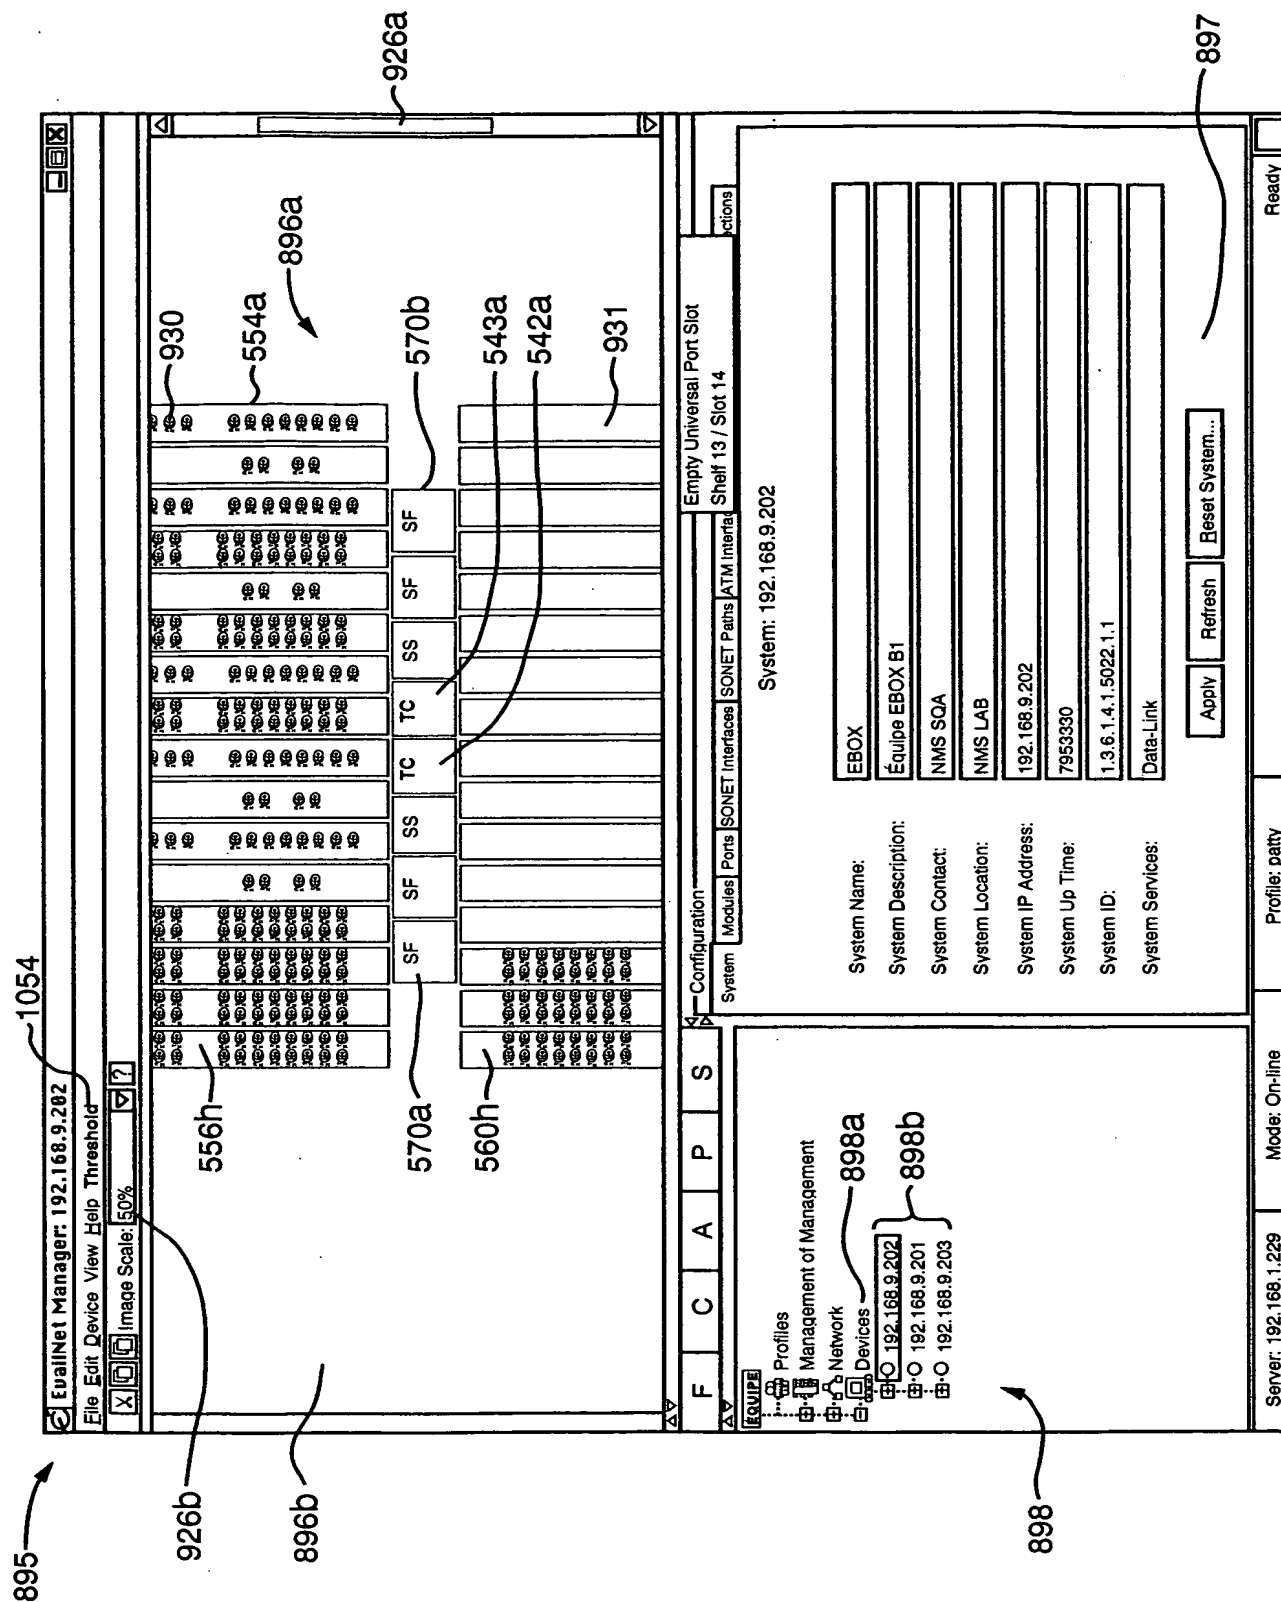 895
EvailNet Manager: 192.168.9.202
1054
File Edit Device View Help Threshold
X Image Scale: 50% ?
926b
896b
926a
930
554a
896a
556h
570a
560h
570b
543a
542a
931
SF SF SS TC TC SS SF SF
Empty Universal Port Slot
Shelf 13 / Slot 14
F C A P S
Configuration
System Modules Ports SONET Interfaces SONET Paths ATM Interfac ections
EQUIPE
Profiles
Management of Management
Network
Devices
192.168.9.202
192.168.9.201
192.168.9.203
898a
898b
898
System: 192.168.9.202
System Name: EBOX
System Description: Équipe EBOX B1
System Contact: NMS SQA
System Location: NMS LAB
System IP Address: 192.168.9.202
System Up Time: 7953330
System ID: 1.3.6.1.4.1.5022.1.1
System Services: Data-Link
Apply Refresh Reset System...
897
Server: 192.168.1.229 Mode: On-line Profile: patty Ready